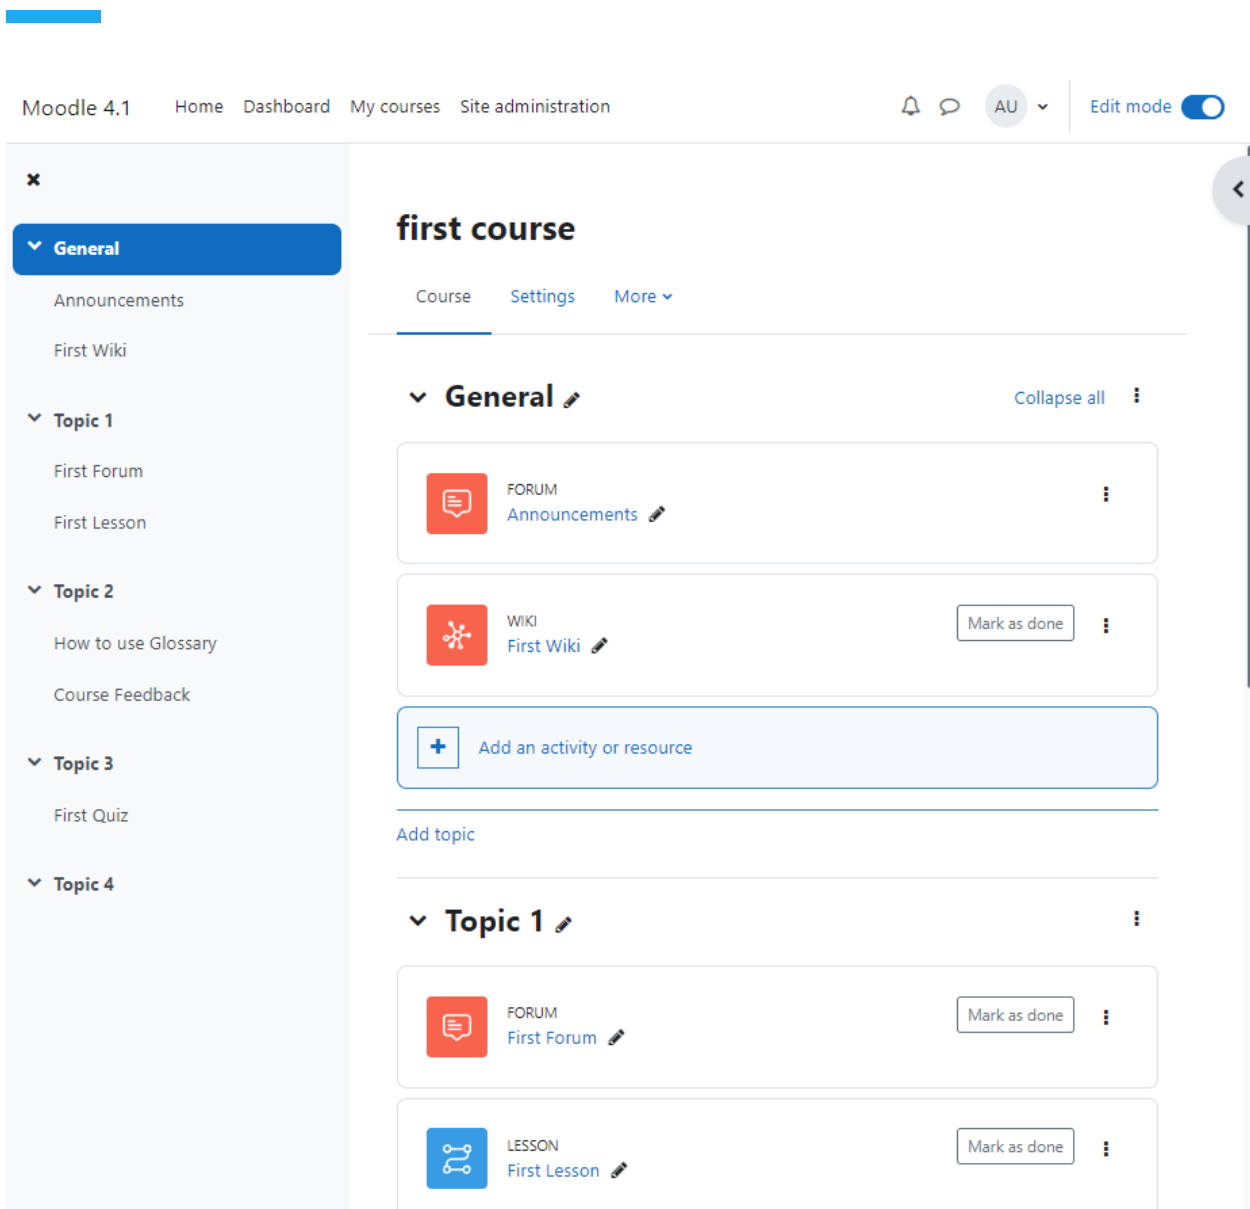 Moodle 4.1 Home Dashboard My courses Site administration AU Edit mode
General
Announcements
First Wiki
Topic 1
First Forum
First Lesson
Topic 2
How to use Glossary
Course Feedback
Topic 3
First Quiz
Topic 4
first course
Course Settings More
General Collapse all
FORUM
Announcements
WIKI
First Wiki
Mark as done
Add an activity or resource
Add topic
Topic 1
FORUM
First Forum
Mark as done
LESSON
First Lesson
Mark as done